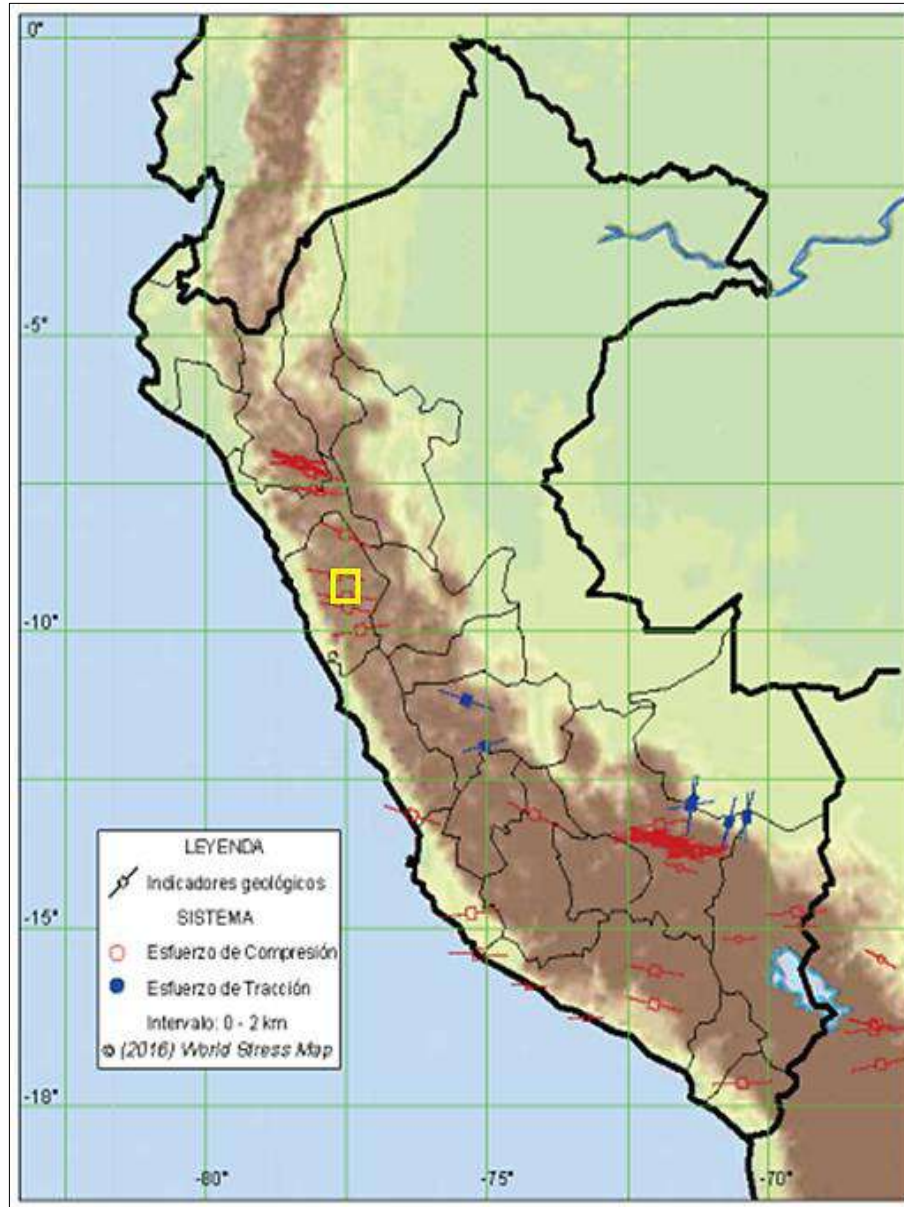 0°
-5°
-10°
LEYENDA
Indicadores geológicos
SISTEMA
Esfuerzo de Compresión
Esfuerzo de Tracción
Intervalo: 0 - 2 km
© (2016) World Stress Map
-15°
-18°
-80°
-75°
-70°